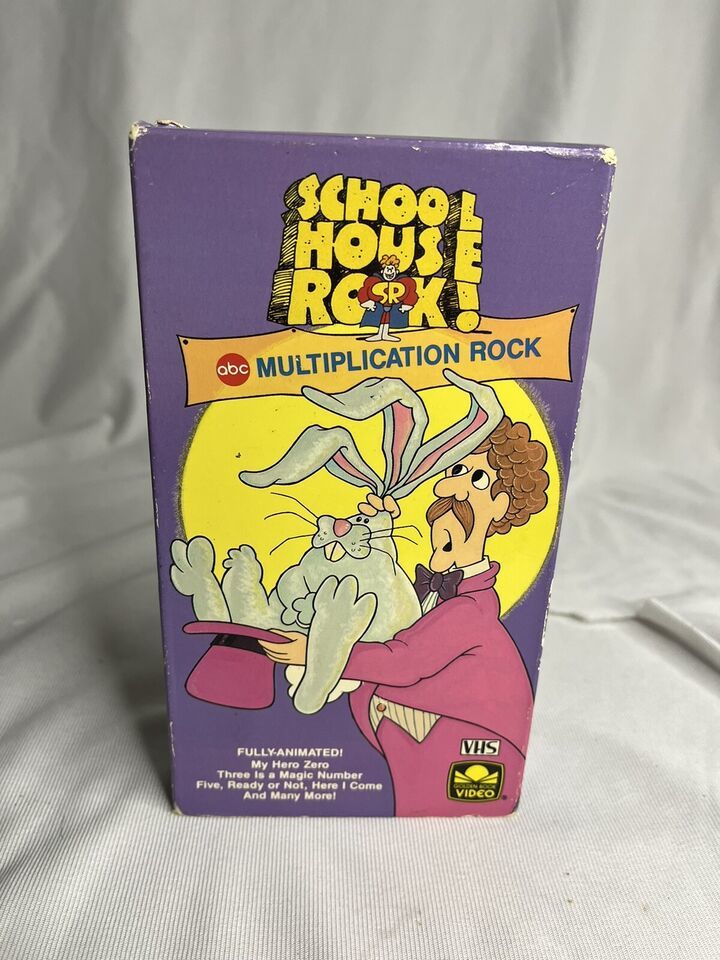 SCHOOL
HOUSE
ROCK!
SR
abc MULTIPLICATION ROCK
FULLY-ANIMATED!
My Hero Zero
Three Is a Magic Number
Five, Ready or Not, Here I Come
And Many More!
VHS
GOLDEN BOOK
VIDEO